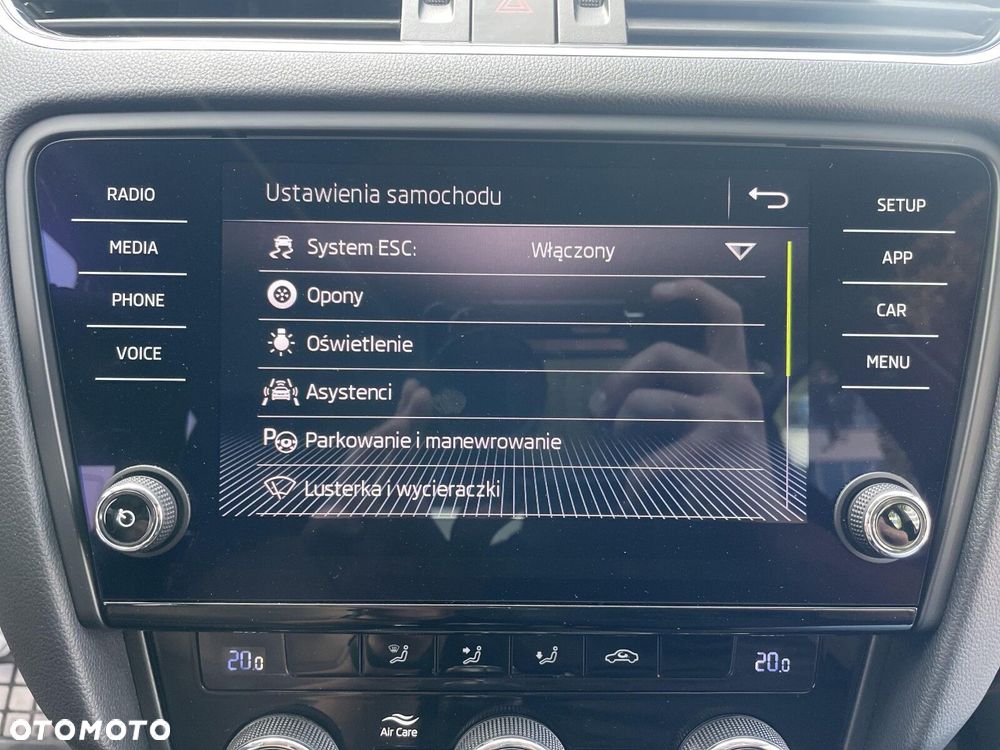 RADIO
MEDIA
PHONE
VOICE
Ustawienia samochodu
System ESC: Włączony
Opony
Oświetlenie
Asystenci
Parkowanie i manewrowanie
Lusterka i wycieraczki
SETUP
APP
CAR
MENU
20.0
20.0
Air Care
OTOMOTO